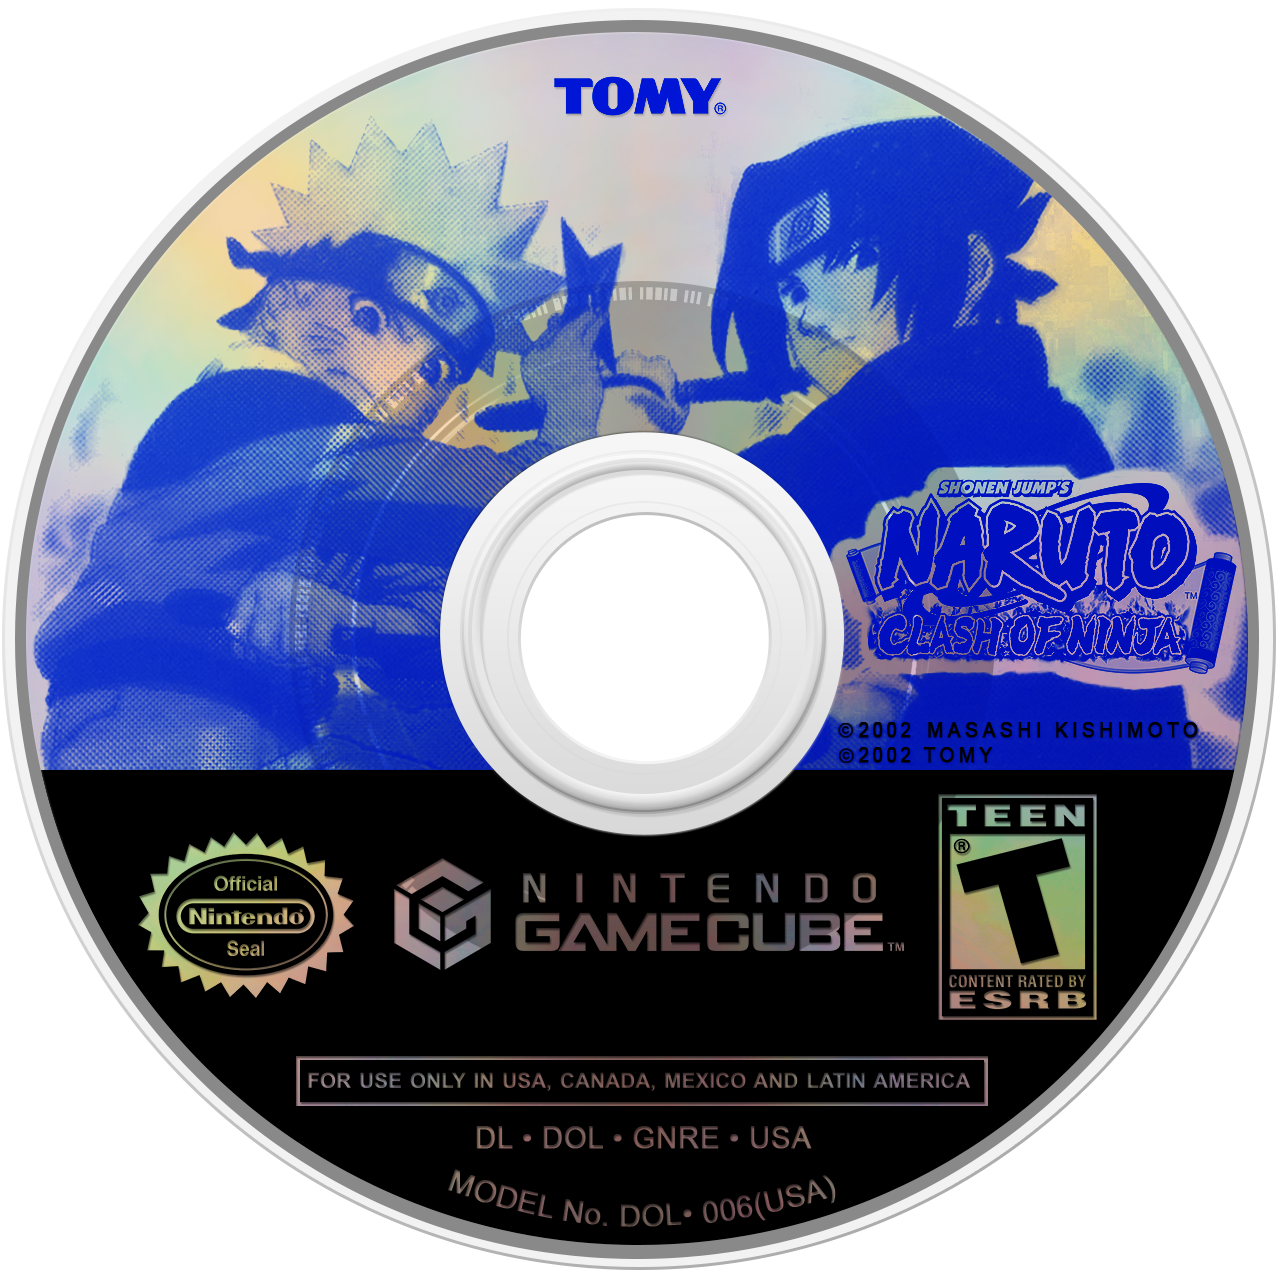 TOMY®
SHONEN JUMP'S
NARUTO™
CLASH OF NINJA
©2002 MASASHI KISHIMOTO
©2002 TOMY
Official
Nintendo®
Seal
NINTENDO
GAMECUBE™
TEEN
®
T
CONTENT RATED BY
ESRB
FOR USE ONLY IN USA, CANADA, MEXICO AND LATIN AMERICA
DL • DOL • GNRE • USA
MODEL No. DOL• 006(USA)